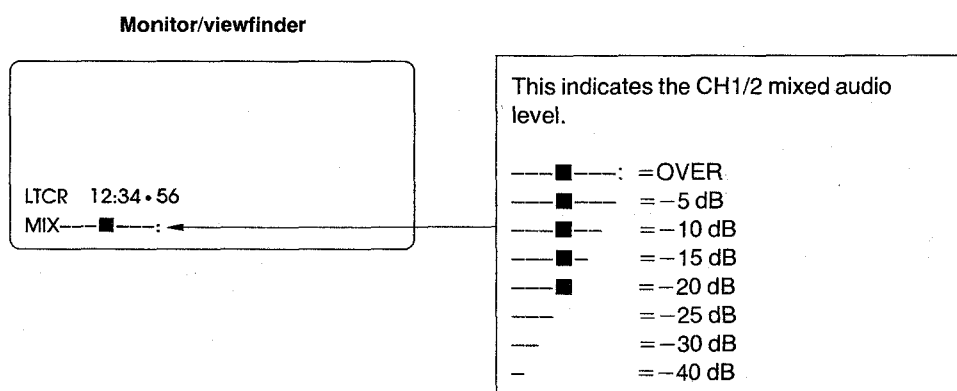 Monitor/viewfinder
LTCR 12:34•56
MIX---■---:
This indicates the CH1/2 mixed audio
level.
---■---: =OVER
---■--- =−5 dB
---■-- =−10 dB
---■- =−15 dB
---■ =−20 dB
--- =−25 dB
-- =−30 dB
- =−40 dB